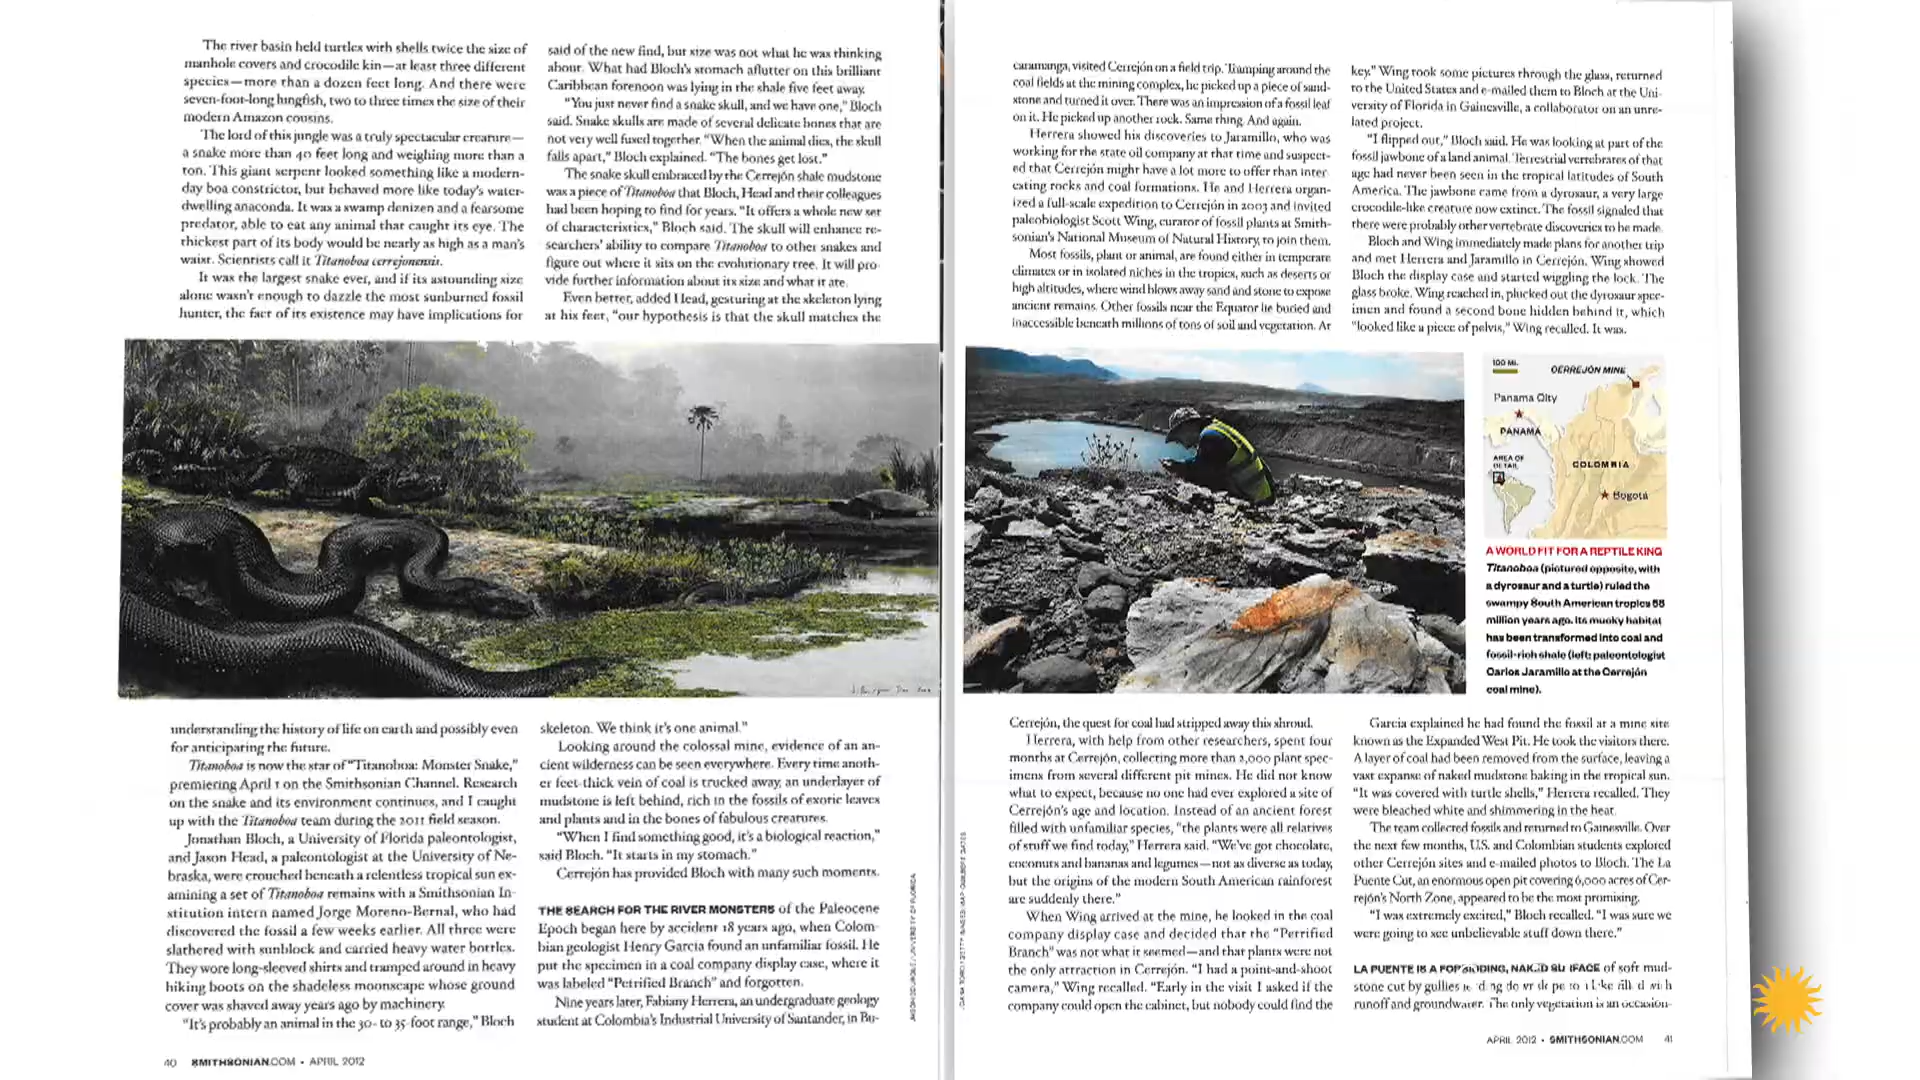 The river basin held turtles with shells twice the size of
manhole covers and crocodile kin—at least three different
species—more than a dozen feet long. And there were
seven-foot-long lungfish, two to three times the size of their
modern Amazon cousins.
The lord of this jungle was a truly spectacular creature—
a snake more than 40 feet long and weighing more than a
ton. This giant serpent looked something like a modern-
day boa constrictor, but behaved more like today's water-
dwelling anaconda. It was a swamp denizen and a fearsome
predator, able to eat any animal that caught its eye. The
thickest part of its body would be nearly as high as a man's
waist. Scientists call it Titanoboa cerrejonensis.
It was the largest snake ever, and if its astounding size
alone wasn't enough to dazzle the most sunburned fossil
hunter, the fact of its existence may have implications for
understanding the history of life on earth and possibly even
for anticipating the future.
Titanoboa is now the star of "Titanoboa: Monster Snake,"
premiering April 1 on the Smithsonian Channel. Research
on the snake and its environment continues, and I caught
up with the Titanoboa team during the 2011 field season.
Jonathan Bloch, a University of Florida paleontologist,
and Jason Head, a paleontologist at the University of Ne-
braska, were crouched beneath a relentless tropical sun ex-
amining a set of Titanoboa remains with a Smithsonian In-
stitution intern named Jorge Moreno-Bernal, who had
discovered the fossil a few weeks earlier. All three were
slathered with sunblock and carried heavy water bottles.
They wore long-sleeved shirts and tramped around in heavy
hiking boots on the shadeless moonscape whose ground
cover was shaved away years ago by machinery.
"It's probably an animal in the 30- to 35-foot range," Bloch
said of the new find, but size was not what he was thinking
about. What had Bloch's stomach aflutter on this brilliant
Caribbean forenoon was lying in the shale five feet away.
"You just never find a snake skull, and we have one," Bloch
said. Snake skulls are made of several delicate bones that are
not very well fused together. "When the animal dies, the skull
falls apart," Bloch explained. "The bones get lost."
The snake skull embraced by the Cerrejón shale mudstone
was a piece of Titanoboa that Bloch, Head and their colleagues
had been hoping to find for years. "It offers a whole new set
of characteristics," Bloch said. The skull will enhance re-
searchers' ability to compare Titanoboa to other snakes and
figure out where it sits on the evolutionary tree. It will pro-
vide further information about its size and what it ate.
Even better, added Head, gesturing at the skeleton lying
at his feet, "our hypothesis is that the skull matches the
skeleton. We think it's one animal."
Looking around the colossal mine, evidence of an an-
cient wilderness can be seen everywhere. Every time anoth-
er feet-thick vein of coal is trucked away, an underlayer of
mudstone is left behind, rich in the fossils of exotic leaves
and plants and in the bones of fabulous creatures.
"When I find something good, it's a biological reaction,"
said Bloch. "It starts in my stomach."
Cerrejón has provided Bloch with many such moments.
THE SEARCH FOR THE RIVER MONSTERS of the Paleocene
Epoch began here by accident 18 years ago, when Colom-
bian geologist Henry Garcia found an unfamiliar fossil. He
put the specimen in a coal company display case, where it
was labeled "Petrified Branch" and forgotten.
Nine years later, Fabiany Herrera, an undergraduate geology
student at Colombia's Industrial University of Santander, in Bu-
40 SMITHSONIAN.COM • APRIL 2012
caramanga, visited Cerrejón on a field trip. Tramping around the
coal fields at the mining complex, he picked up a piece of sand-
stone and turned it over. There was an impression of a fossil leaf
on it. He picked up another rock. Same thing. And again.
Herrera showed his discoveries to Jaramillo, who was
working for the state oil company at that time and suspect-
ed that Cerrejón might have a lot more to offer than inter-
esting rocks and coal formations. He and Herrera organ-
ized a full-scale expedition to Cerrejón in 2003 and invited
paleobiologist Scott Wing, curator of fossil plants at Smith-
sonian's National Museum of Natural History, to join them.
Most fossils, plant or animal, are found either in temperate
climates or in isolated niches in the tropics, such as deserts or
high altitudes, where wind blows away sand and stone to expose
ancient remains. Other fossils near the Equator lie buried and
inaccessible beneath millions of tons of soil and vegetation. At
Cerrejón, the quest for coal had stripped away this shroud.
Herrera, with help from other researchers, spent four
months at Cerrejón, collecting more than 2,000 plant spec-
imens from several different pit mines. He did not know
what to expect, because no one had ever explored a site of
Cerrejón's age and location. Instead of an ancient forest
filled with unfamiliar species, "the plants were all relatives
of stuff we find today," Herrera said. "We've got chocolate,
coconuts and bananas and legumes—not as diverse as today,
but the origins of the modern South American rainforest
are suddenly there."
When Wing arrived at the mine, he looked in the coal
company display case and decided that the "Petrified
Branch" was not what it seemed—and that plants were not
the only attraction in Cerrejón. "I had a point-and-shoot
camera," Wing recalled. "Early in the visit I asked if the
company could open the cabinet, but nobody could find the
key." Wing took some pictures through the glass, returned
to the United States and e-mailed them to Bloch at the Uni-
versity of Florida in Gainesville, a collaborator on an unre-
lated project.
"I flipped out," Bloch said. He was looking at part of the
fossil jawbone of a land animal. Terrestrial vertebrates of that
age had never been seen in the tropical latitudes of South
America. The jawbone came from a dyrosaur, a very large
crocodile-like creature now extinct. The fossil signaled that
there were probably other vertebrate discoveries to be made.
Bloch and Wing immediately made plans for another trip
and met Herrera and Jaramillo in Cerrejón. Wing showed
Bloch the display case and started wiggling the lock. The
glass broke. Wing reached in, plucked out the dyrosaur spec-
imen and found a second bone hidden behind it, which
"looked like a piece of pelvis," Wing recalled. It was.
100 MI.
CERREJÓN MINE
Panama City
PANAMA
AREA OF
DETAIL
COLOMBIA
Bogotá
A WORLD FIT FOR A REPTILE KING
Titanoboa (pictured opposite, with
a dyrosaur and a turtle) ruled the
swampy South American tropics 58
million years ago. Its mucky habitat
has been transformed into coal and
fossil-rich shale (left: paleontologist
Carlos Jaramillo at the Cerrejón
coal mine).
Garcia explained he had found the fossil at a mine site
known as the Expanded West Pit. He took the visitors there.
A layer of coal had been removed from the surface, leaving a
vast expanse of naked mudstone baking in the tropical sun.
"It was covered with turtle shells," Herrera recalled. They
were bleached white and shimmering in the heat.
The team collected fossils and returned to Gainesville. Over
the next few months, U.S. and Colombian students explored
other Cerrejón sites and e-mailed photos to Bloch. The La
Puente Cut, an enormous open pit covering 6,000 acres of Cer-
rejón's North Zone, appeared to be the most promising.
"I was extremely excited," Bloch recalled. "I was sure we
were going to see unbelievable stuff down there."
LA PUENTE IS A FORBIDDING, NAKED SURFACE of soft mud-
stone cut by gullies
runoff and groundwater. The only vegetation is an occasion-
APRIL 2012 • SMITHSONIAN.COM 41